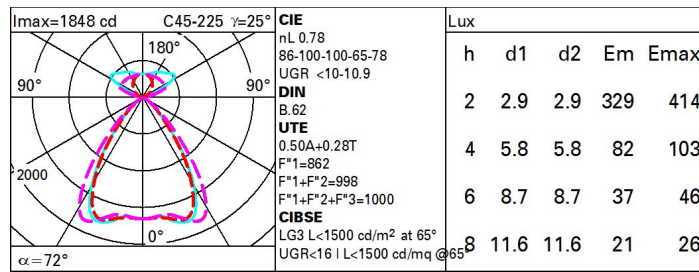 Imax=1848 cd C45-225 γ=25°
180°
90° 90°
2000
0°
α=72°
CIE
nL 0.78
86-100-100-65-78
UGR <10-10.9
DIN
B.62
UTE
0.50A+0.28T
F"1=862
F"1+F"2=998
F"1+F"2+F"3=1000
CIBSE
LG3 L<1500 cd/m² at 65°
UGR<16 | L<1500 cd/mq @65°
Lux
h d1 d2 Em Emax
2 2.9 2.9 329 414
4 5.8 5.8 82 103
6 8.7 8.7 37 46
8 11.6 11.6 21 26